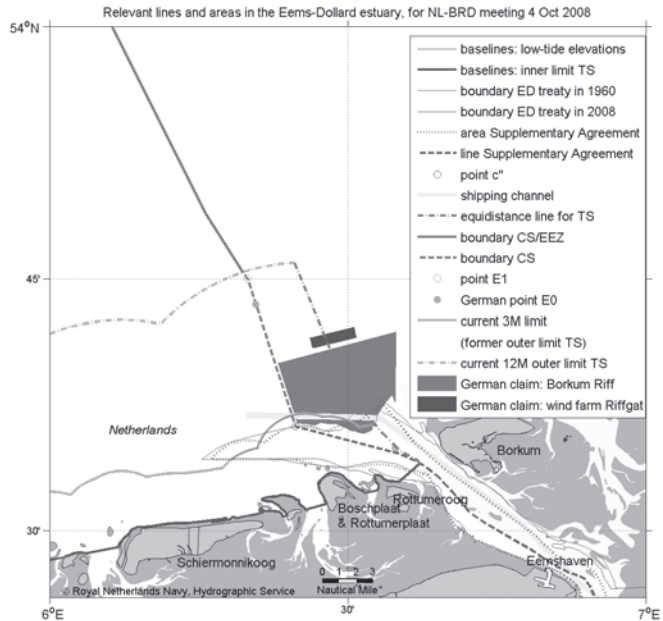 Relevant lines and areas in the Eems-Dollard estuary, for NL-BRD meeting 4 Oct 2008
54°N
baselines: low-tide elevations
baselines: inner limit TS
boundary ED treaty in 1960
boundary ED treaty in 2008
area Supplementary Agreement
line Supplementary Agreement
point c"
shipping channel
equidistance line for TS
boundary CS/EEZ
boundary CS
point E1
German point E0
current 3M limit
(former outer limit TS)
current 12M outer limit TS
German claim: Borkum Riff
German claim: wind farm Riffgat
45'
Netherlands
Borkum
Rottumeroog
Boschplaat
& Rottumerplaat
30'
Schiermonnikoog
Eemshaven
0 1 2 3
Nautical Mile
© Royal Netherlands Navy, Hydrographic Service
6°E
30'
7°E